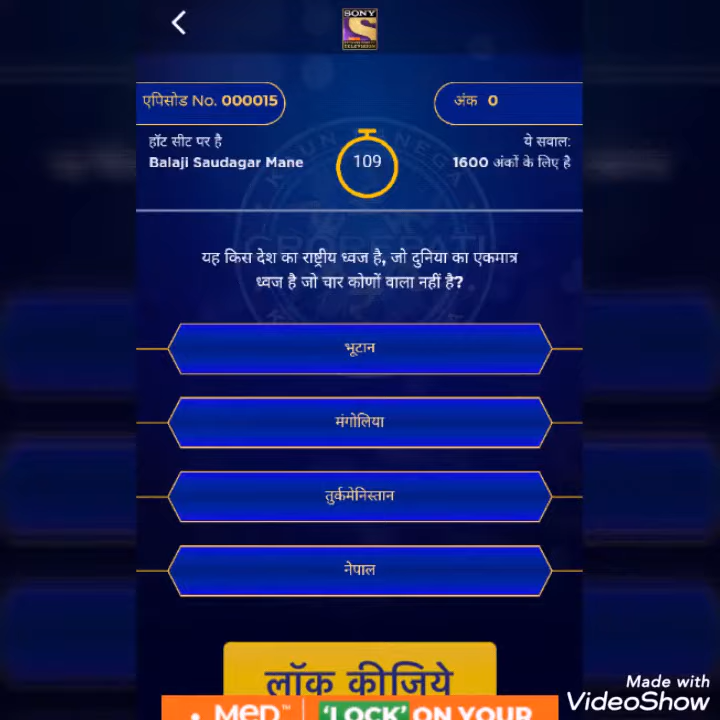 SONY
एपिसोड No. 000015
अंक 0
हॉट सीट पर है
Balaji Saudagar Mane
109
ये सवाल:
1600 अंकों के लिए है
यह किस देश का राष्ट्रीय ध्वज है, जो दुनिया का एकमात्र
ध्वज है जो चार कोणों वाला नहीं है?
भूटान
मंगोलिया
तुर्कमेनिस्तान
नेपाल
लॉक कीजिये
Made with
VideoShow
• MED™ 'LOCK' ON YOUR